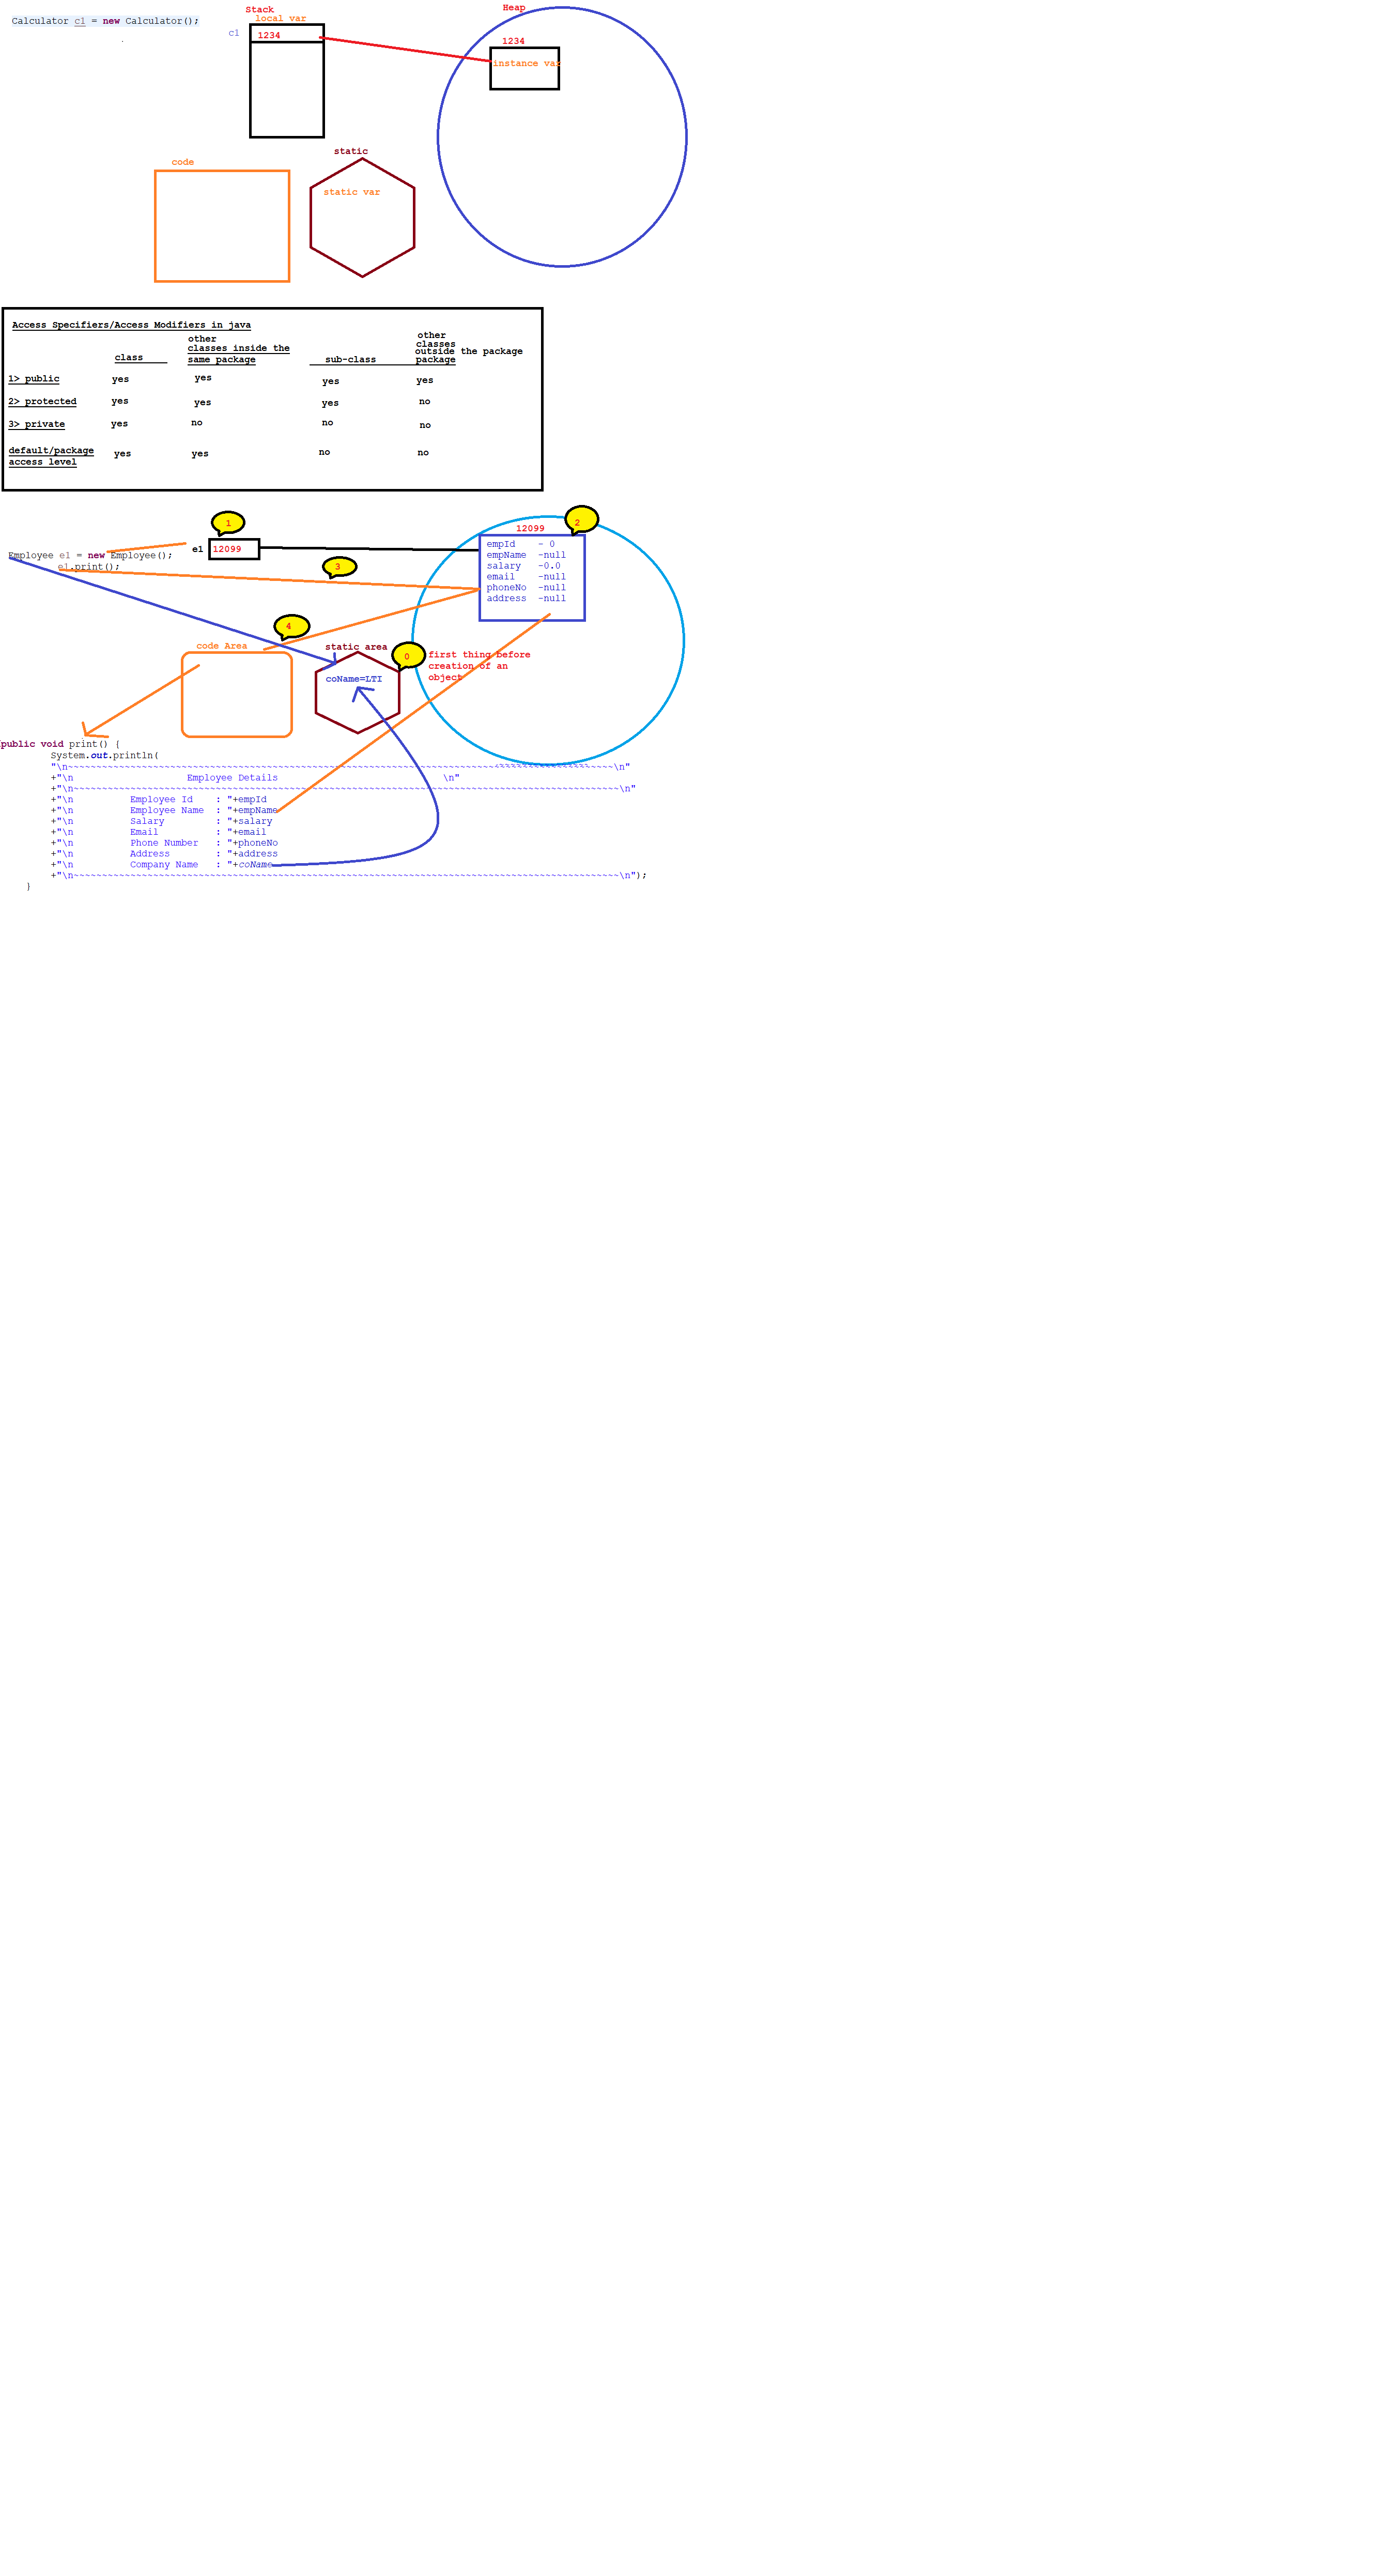 Stack
local var
Calculator c1 = new Calculator();
c1
1234
Heap
1234
instance var
code
static
static var
Access Specifiers/Access Modifiers in java
class
other
classes inside the
same package
sub-class
other
classes
outside the package
package
1> public yes yes yes yes
2> protected yes yes yes no
3> private yes no no no
default/package
access level
yes yes no no
1
2
3
4
0
Employee e1 = new Employee();
e1.print();
e1
12099
12099
empId - 0
empName -null
salary -0.0
email -null
phoneNo -null
address -null
code Area
static area
coName=LTI
first thing before
creation of an
object
public void print() {
System.out.println(
"\n~~~~~~~~~~~~~~~~~~~~~~~~~~~~~~~~~~~~~~~~~~~~~~~~~~~~~~~~~~~~~~~~~~~~~~~~~~~~~~~~~~~~~~~~~~~~~~~~\n"
+"\n Employee Details \n"
+"\n~~~~~~~~~~~~~~~~~~~~~~~~~~~~~~~~~~~~~~~~~~~~~~~~~~~~~~~~~~~~~~~~~~~~~~~~~~~~~~~~~~~~~~~~~~~~~~~~\n"
+"\n Employee Id : "+empId
+"\n Employee Name : "+empName
+"\n Salary : "+salary
+"\n Email : "+email
+"\n Phone Number : "+phoneNo
+"\n Address : "+address
+"\n Company Name : "+coName
+"\n~~~~~~~~~~~~~~~~~~~~~~~~~~~~~~~~~~~~~~~~~~~~~~~~~~~~~~~~~~~~~~~~~~~~~~~~~~~~~~~~~~~~~~~~~~~~~~~~\n");
}